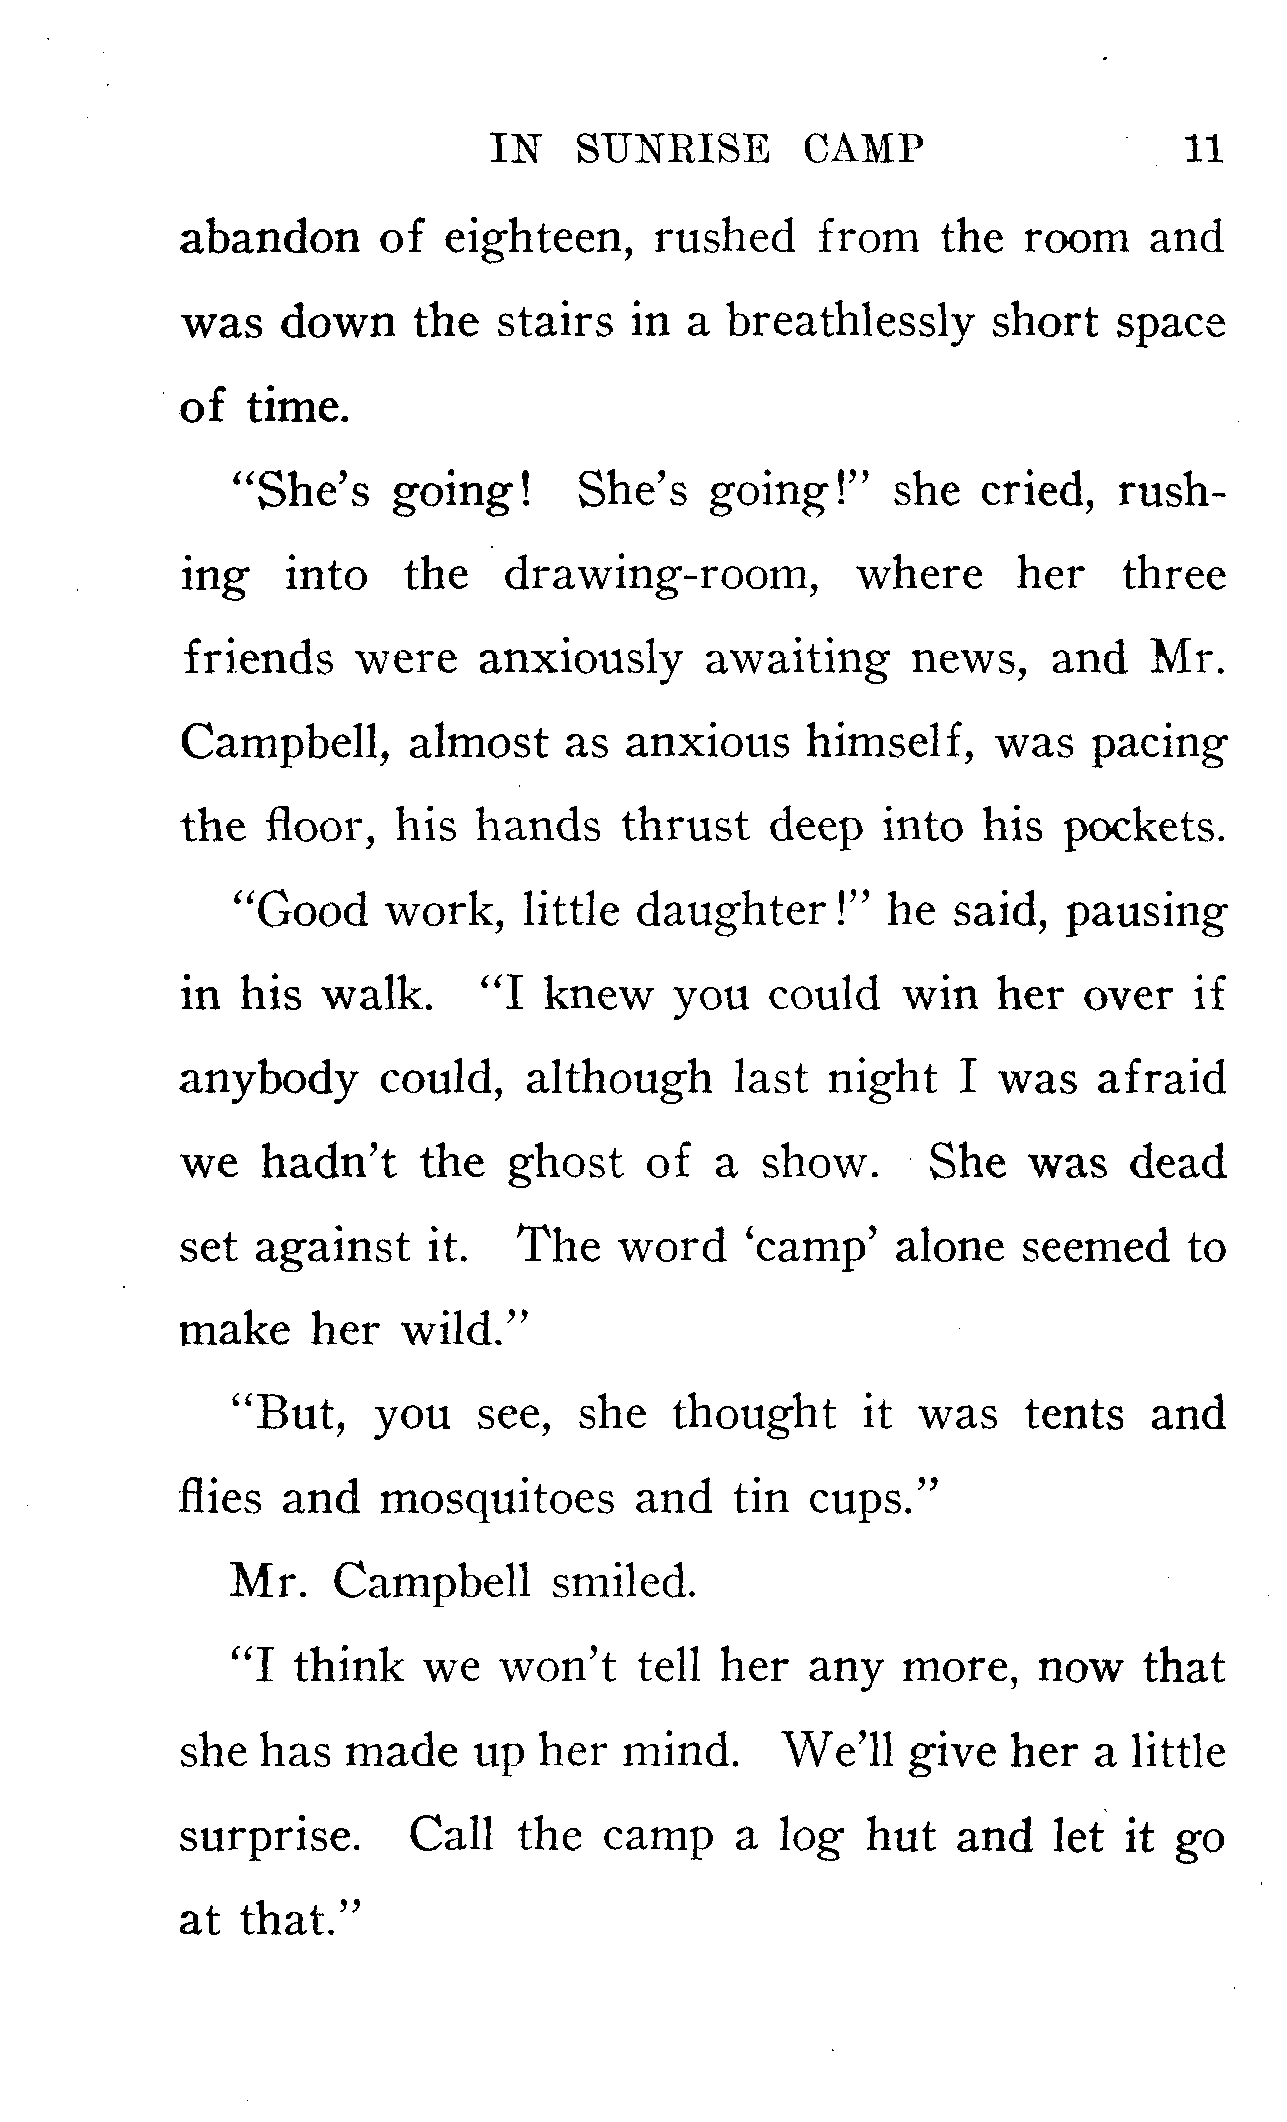 IN SUNRISE CAMP 11
abandon of eighteen, rushed from the room and
was down the stairs in a breathlessly short space
of time.
“She’s going! She’s going!” she cried, rush-
ing into the drawing-room, where her three
friends were anxiously awaiting news, and Mr.
Campbell, almost as anxious himself, was pacing
the floor, his hands thrust deep into his pockets.
“Good work, little daughter!” he said, pausing
in his walk. “I knew you could win her over if
anybody could, although last night I was afraid
we hadn’t the ghost of a show. She was dead
set against it. The word ‘camp’ alone seemed to
make her wild.”
“But, you see, she thought it was tents and
flies and mosquitoes and tin cups.”
Mr. Campbell smiled.
“I think we won’t tell her any more, now that
she has made up her mind. We’ll give her a little
surprise. Call the camp a log hut and let it go
at that.”